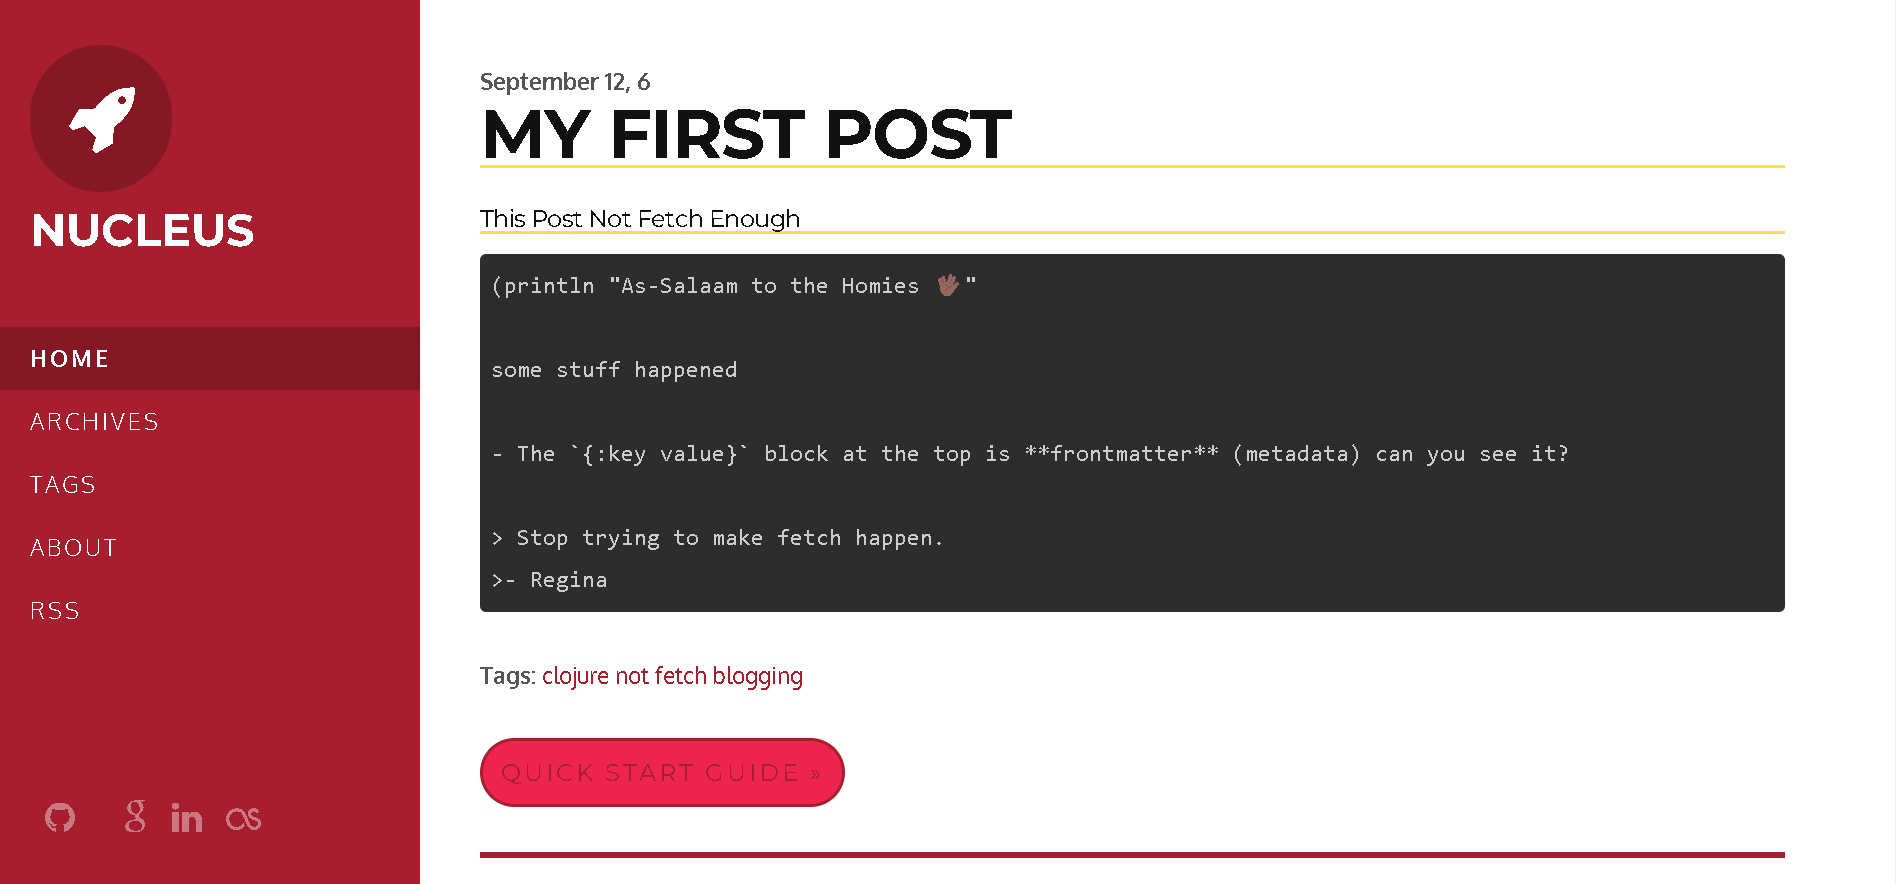 NUCLEUS
HOME
ARCHIVES
TAGS
ABOUT
RSS
September 12, 6
MY FIRST POST
This Post Not Fetch Enough
(println "As-Salaam to the Homies 🖖🏾"
some stuff happened
- The `{:key value}` block at the top is **frontmatter** (metadata) can you see it?
> Stop trying to make fetch happen.
>- Regina
Tags: clojure not fetch blogging
QUICK START GUIDE »